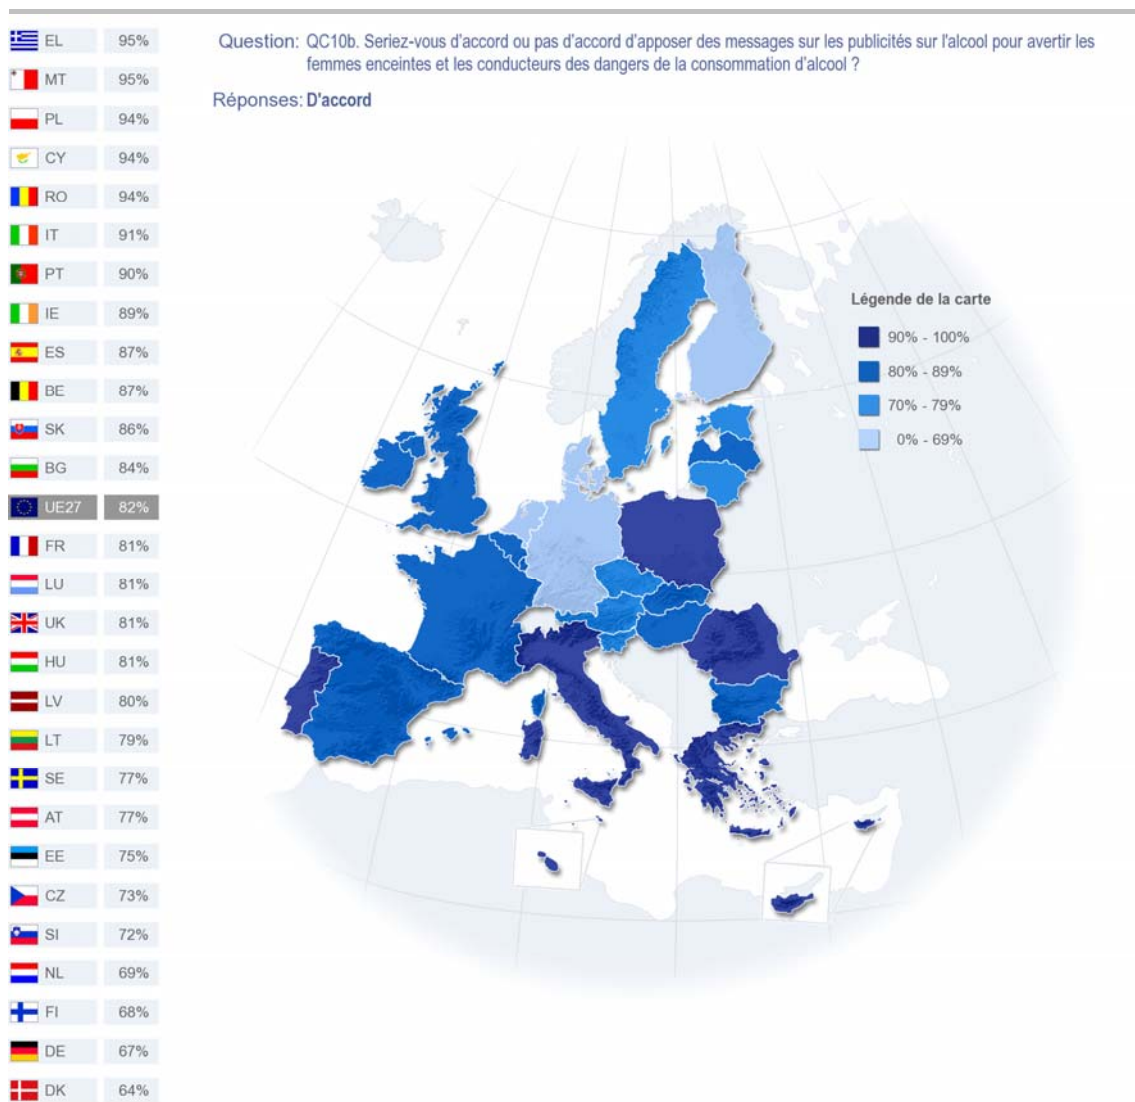 Question: QC10b. Seriez-vous d'accord ou pas d'accord d'apposer des messages sur les publicités sur l'alcool pour avertir les
femmes enceintes et les conducteurs des dangers de la consommation d'alcool ?
Réponses: D'accord
EL 95%
MT 95%
PL 94%
CY 94%
RO 94%
IT 91%
PT 90%
IE 89%
ES 87%
BE 87%
SK 86%
BG 84%
UE27 82%
FR 81%
LU 81%
UK 81%
HU 81%
LV 80%
LT 79%
SE 77%
AT 77%
EE 75%
CZ 73%
SI 72%
NL 69%
FI 68%
DE 67%
DK 64%
Légende de la carte
90% - 100%
80% - 89%
70% - 79%
0% - 69%